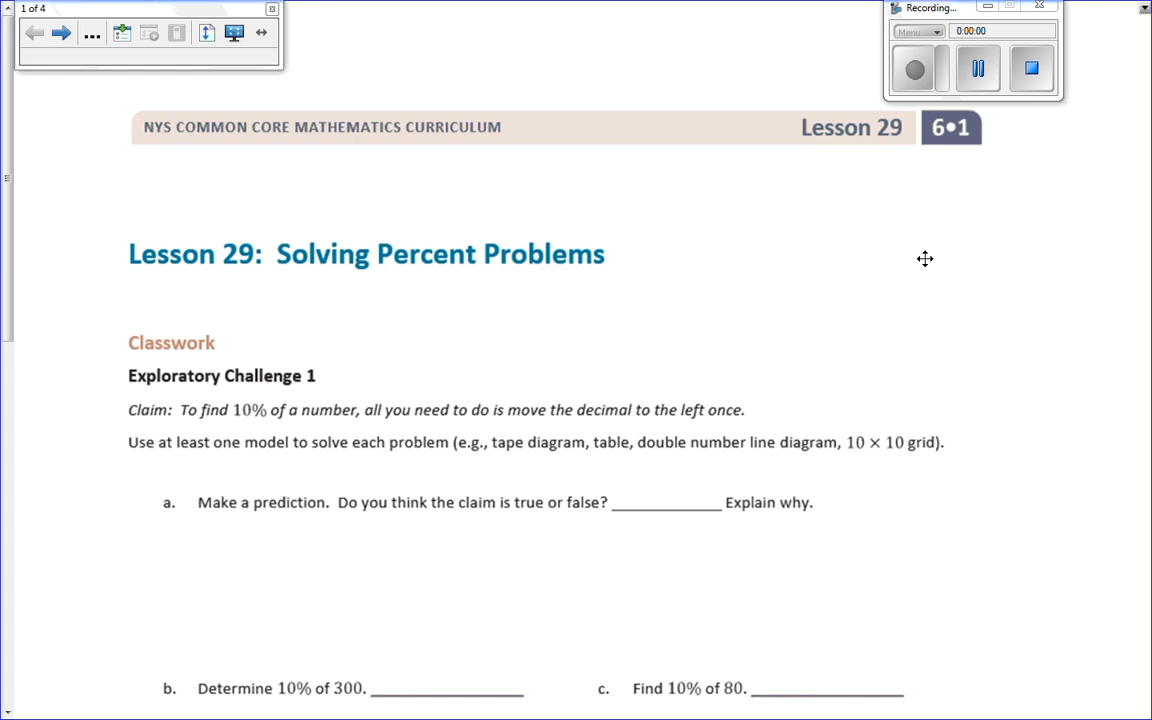 1 of 4
Recording...
Menu
0:00:00
NYS COMMON CORE MATHEMATICS CURRICULUM
Lesson 29
6•1
Lesson 29: Solving Percent Problems
Classwork
Exploratory Challenge 1
Claim: To find 10% of a number, all you need to do is move the decimal to the left once.
Use at least one model to solve each problem (e.g., tape diagram, table, double number line diagram, 10 × 10 grid).
a. Make a prediction. Do you think the claim is true or false? ____________ Explain why.
b. Determine 10% of 300. _________________
c. Find 10% of 80. _________________